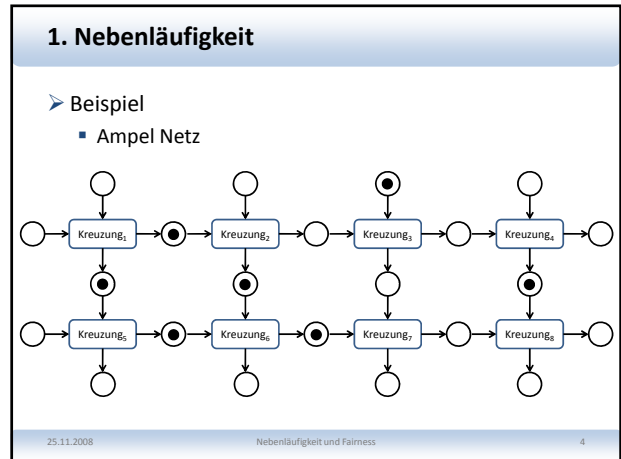 1. Nebenläufigkeit
Beispiel
Ampel Netz
Kreuzung₁ Kreuzung₂ Kreuzung₃ Kreuzung₄
Kreuzung₅ Kreuzung₆ Kreuzung₇ Kreuzung₈
25.11.2008 Nebenläufigkeit und Fairness 4